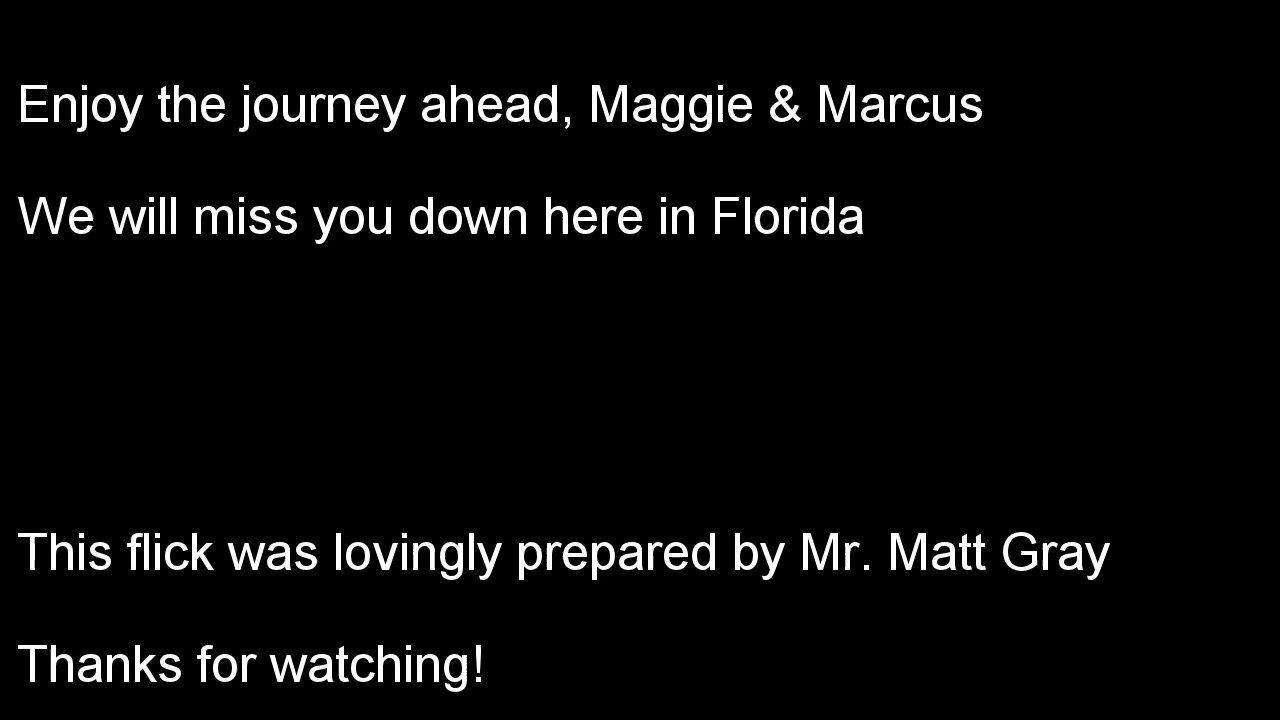 Enjoy the journey ahead, Maggie & Marcus
We will miss you down here in Florida
This flick was lovingly prepared by Mr. Matt Gray
Thanks for watching!